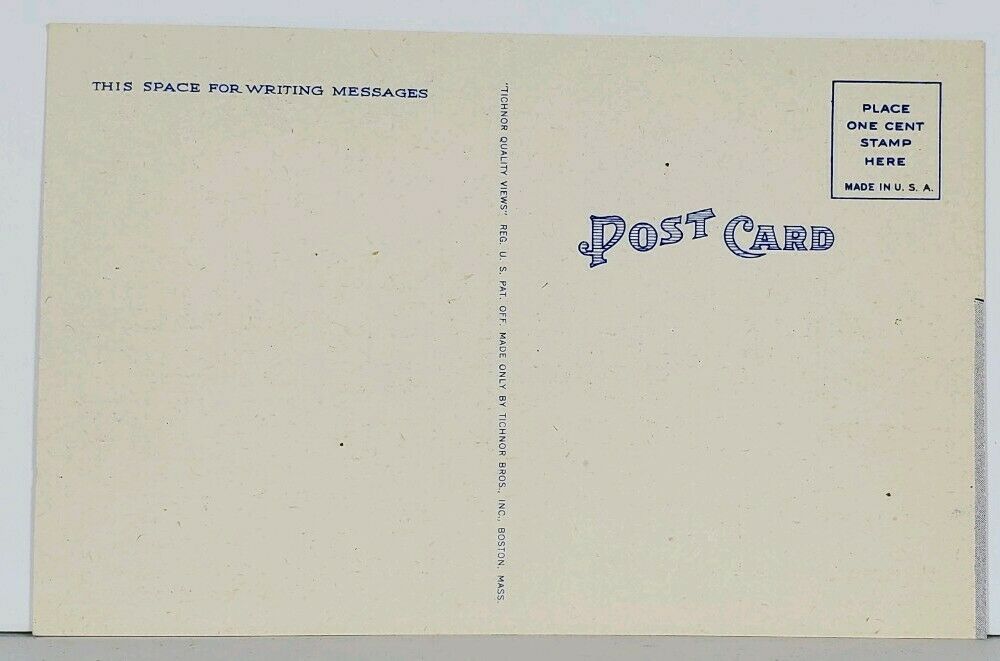 THIS SPACE FOR WRITING MESSAGES
"TICHNOR QUALITY VIEWS" REG. U. S. PAT. OFF. MADE ONLY BY TICHNOR BROS., INC., BOSTON, MASS.
PLACE
ONE CENT
STAMP
HERE
MADE IN U. S. A.
POST CARD